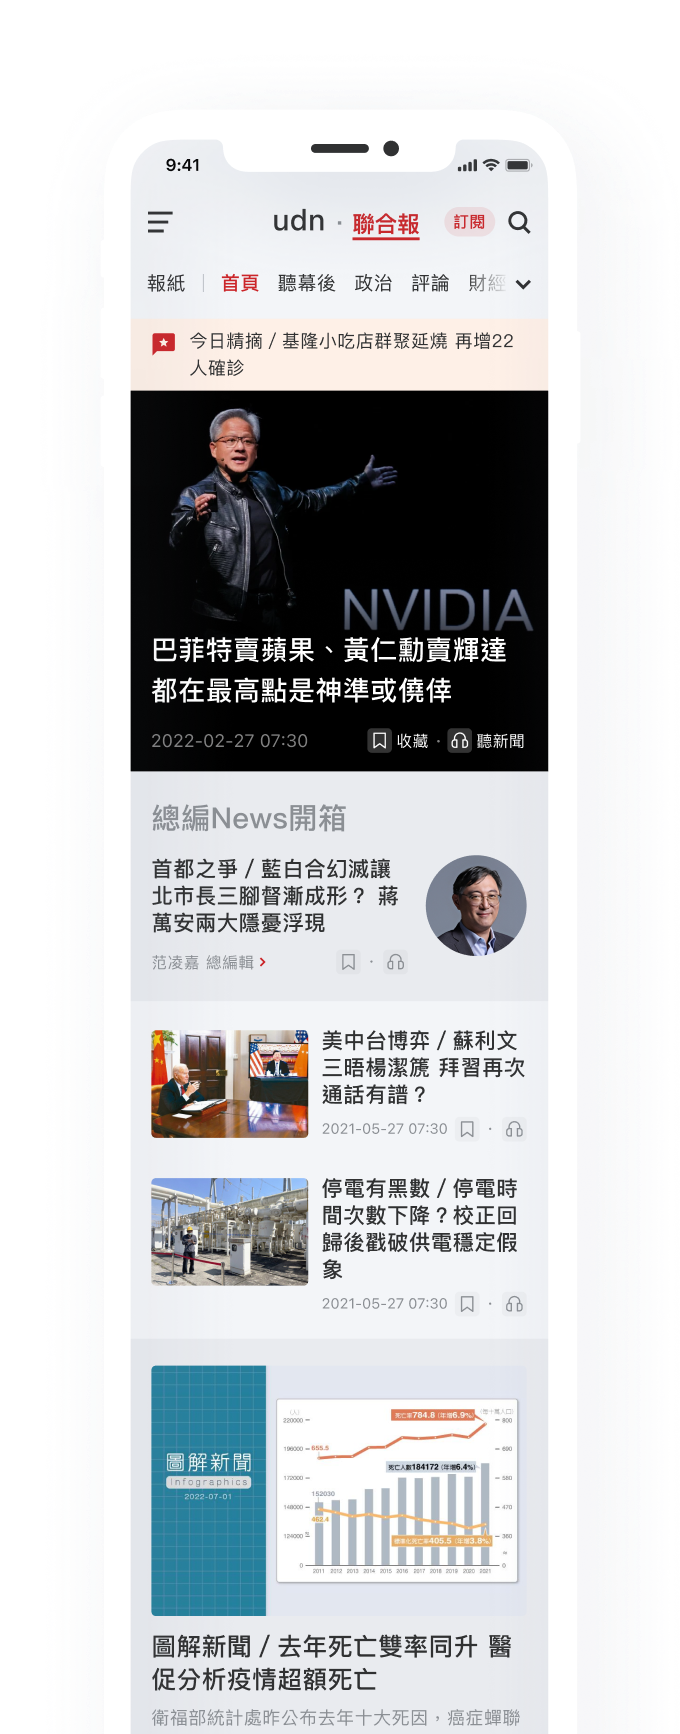 9:41
udn · 聯合報 訂閱
報紙 | 首頁 聽幕後 政治 評論 財經
今日精摘 / 基隆小吃店群聚延燒 再增22
人確診
NVIDIA
巴菲特賣蘋果、黃仁勳賣輝達
都在最高點是神準或僥倖
2022-02-27 07:30 收藏 · 聽新聞
總編News開箱
首都之爭 / 藍白合幻滅讓
北市長三腳督漸成形？ 蔣
萬安兩大隱憂浮現
范凌嘉 總編輯
美中台博弈 / 蘇利文
三晤楊潔篪 拜習再次
通話有譜？
2021-05-27 07:30
停電有黑數 / 停電時
間次數下降？校正回
歸後戳破供電穩定假
象
2021-05-27 07:30
圖解新聞
Infographics
2022-07-01
(人)
死亡率784.8 (年增6.9%)
(每十萬人口)
220000
800
196000
655.5
690
死亡人數184172 (年增6.4%)
172000
580
152030
148000
470
462.4
124000
360
標準化死亡率405.5 (年增3.8%)
0
0
2011 2012 2013 2014 2015 2016 2017 2018 2019 2020 2021
圖解新聞 / 去年死亡雙率同升 醫
促分析疫情超額死亡
衛福部統計處昨公布去年十大死因，癌症蟬聯